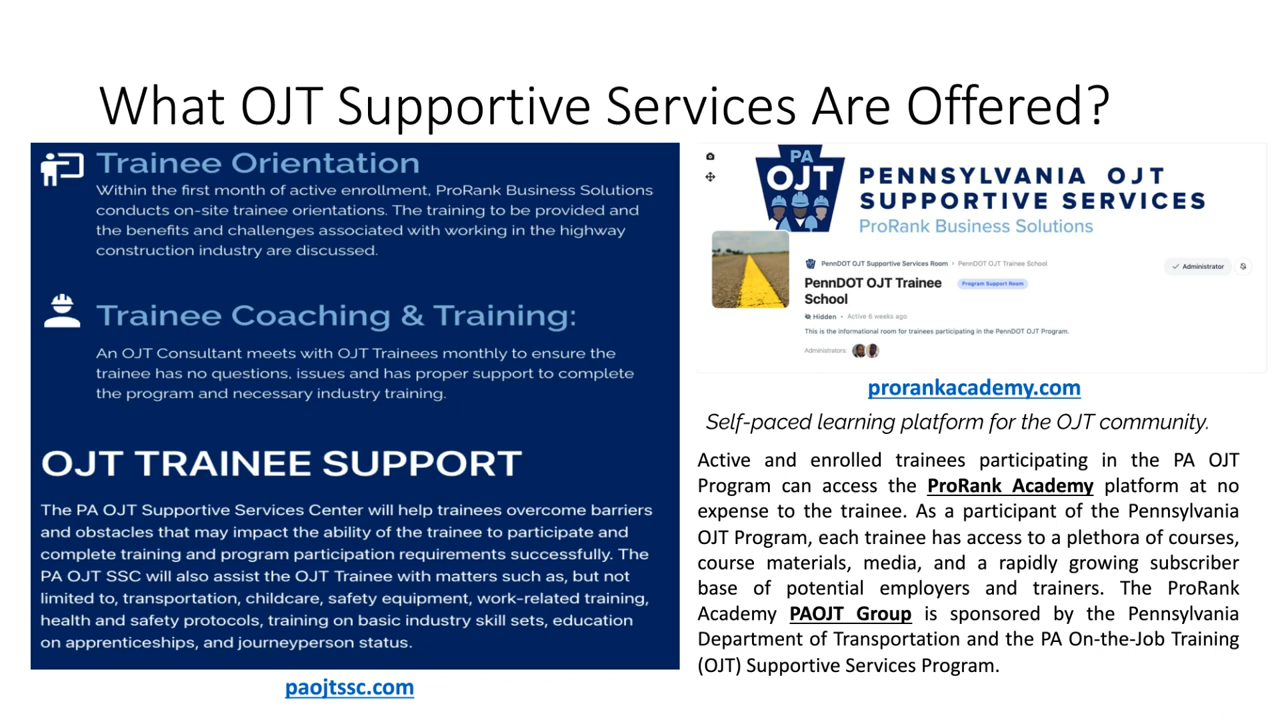 What OJT Supportive Services Are Offered?
Trainee Orientation
Within the first month of active enrollment, ProRank Business Solutions
conducts on-site trainee orientations. The training to be provided and
the benefits and challenges associated with working in the highway
construction industry are discussed.
Trainee Coaching & Training:
An OJT Consultant meets with OJT Trainees monthly to ensure the
trainee has no questions, issues and has proper support to complete
the program and necessary industry training.
OJT TRAINEE SUPPORT
The PA OJT Supportive Services Center will help trainees overcome barriers
and obstacles that may impact the ability of the trainee to participate and
complete training and program participation requirements successfully. The
PA OJT SSC will also assist the OJT Trainee with matters such as, but not
limited to, transportation, childcare, safety equipment, work-related training,
health and safety protocols, training on basic industry skill sets, education
on apprenticeships, and journeyperson status.
paojtssc.com
PA
OJT
PENNSYLVANIA OJT
SUPPORTIVE SERVICES
ProRank Business Solutions
PennDOT OJT Supportive Services Room › PennDOT OJT Trainee School
Administrator
PennDOT OJT Trainee
School
Program Support Room
Hidden • Active 6 weeks ago
This is the informational room for trainees participating in the PennDOT OJT Program.
Administrators:
prorankacademy.com
Self-paced learning platform for the OJT community.
Active and enrolled trainees participating in the PA OJT
Program can access the ProRank Academy platform at no
expense to the trainee. As a participant of the Pennsylvania
OJT Program, each trainee has access to a plethora of courses,
course materials, media, and a rapidly growing subscriber
base of potential employers and trainers. The ProRank
Academy PAOJT Group is sponsored by the Pennsylvania
Department of Transportation and the PA On-the-Job Training
(OJT) Supportive Services Program.